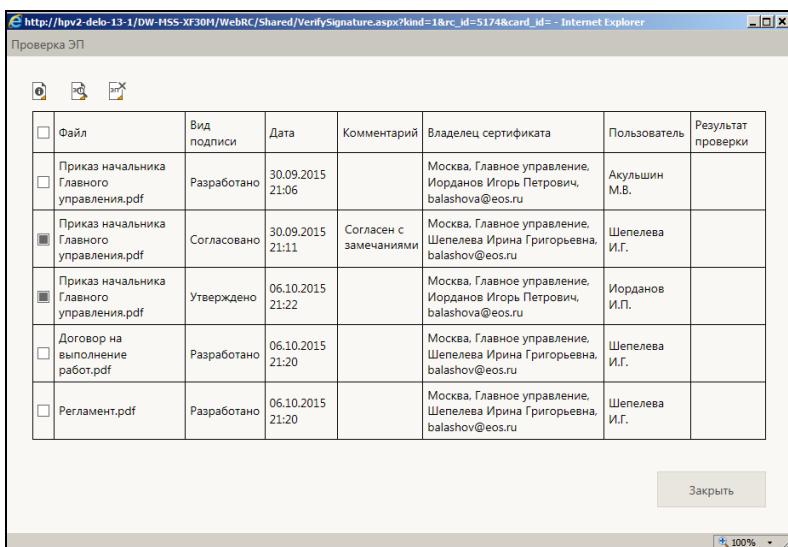 http://hpv2-delo-13-1/DW-MSS-XF30M/WebRC/Shared/VerifySignature.aspx?kind=1&rc_id=5174&card_id= - Internet Explorer
Проверка ЭП
Файл
Вид
подписи
Дата
Комментарий
Владелец сертификата
Пользователь
Результат
проверки
Приказ начальника
Главного
управления.pdf
Разработано
30.09.2015
21:06
Москва, Главное управление,
Иорданов Игорь Петрович,
balashova@eos.ru
Акульшин
М.В.
Приказ начальника
Главного
управления.pdf
Согласовано
30.09.2015
21:11
Согласен с
замечаниями
Москва, Главное управление,
Шепелева Ирина Григорьевна,
balashov@eos.ru
Шепелева
И.Г.
Приказ начальника
Главного
управления.pdf
Утверждено
06.10.2015
21:22
Москва, Главное управление,
Иорданов Игорь Петрович,
balashova@eos.ru
Иорданов
И.П.
Договор на
выполнение
работ.pdf
Разработано
06.10.2015
21:20
Москва, Главное управление,
Шепелева Ирина Григорьевна,
balashov@eos.ru
Шепелева
И.Г.
Регламент.pdf
Разработано
06.10.2015
21:20
Москва, Главное управление,
Шепелева Ирина Григорьевна,
balashov@eos.ru
Шепелева
И.Г.
Закрыть
100%